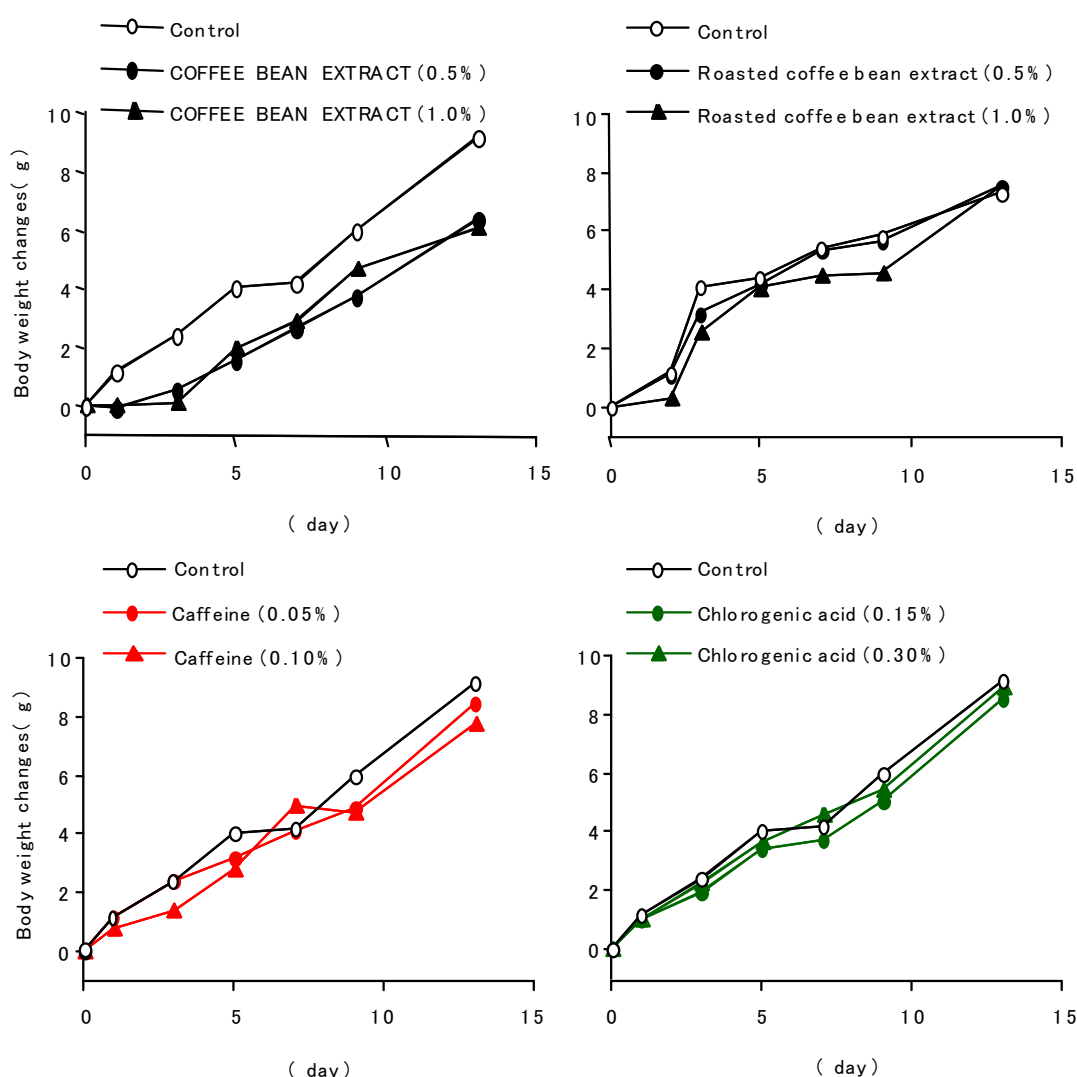 Control
COFFEE BEAN EXTRACT (0.5%)
COFFEE BEAN EXTRACT (1.0%)
10
8
6
4
2
0
Body weight changes( g)
0 5 10 15
( day)
Control
Roasted coffee bean extract (0.5%)
Roasted coffee bean extract (1.0%)
10
8
6
4
2
0
0 5 10 15
( day)
Control
Caffeine (0.05%)
Caffeine (0.10%)
10
8
6
4
2
0
Body weight changes( g)
0 5 10 15
( day)
Control
Chlorogenic acid (0.15%)
Chlorogenic acid (0.30%)
10
8
6
4
2
0
0 5 10 15
( day)